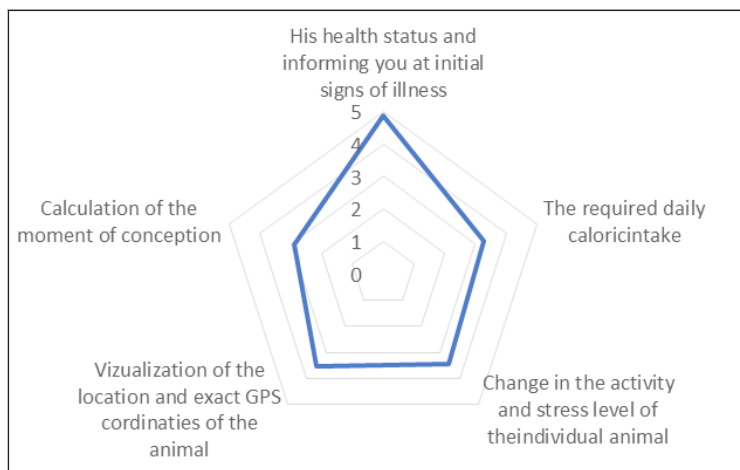 His health status and
informing you at initial
signs of illness
5
4
3
2
1
0
The required daily
caloricintake
Change in the activity
and stress level of
theindividual animal
Vizualization of the
location and exact GPS
cordinaties of the
animal
Calculation of the
moment of conception